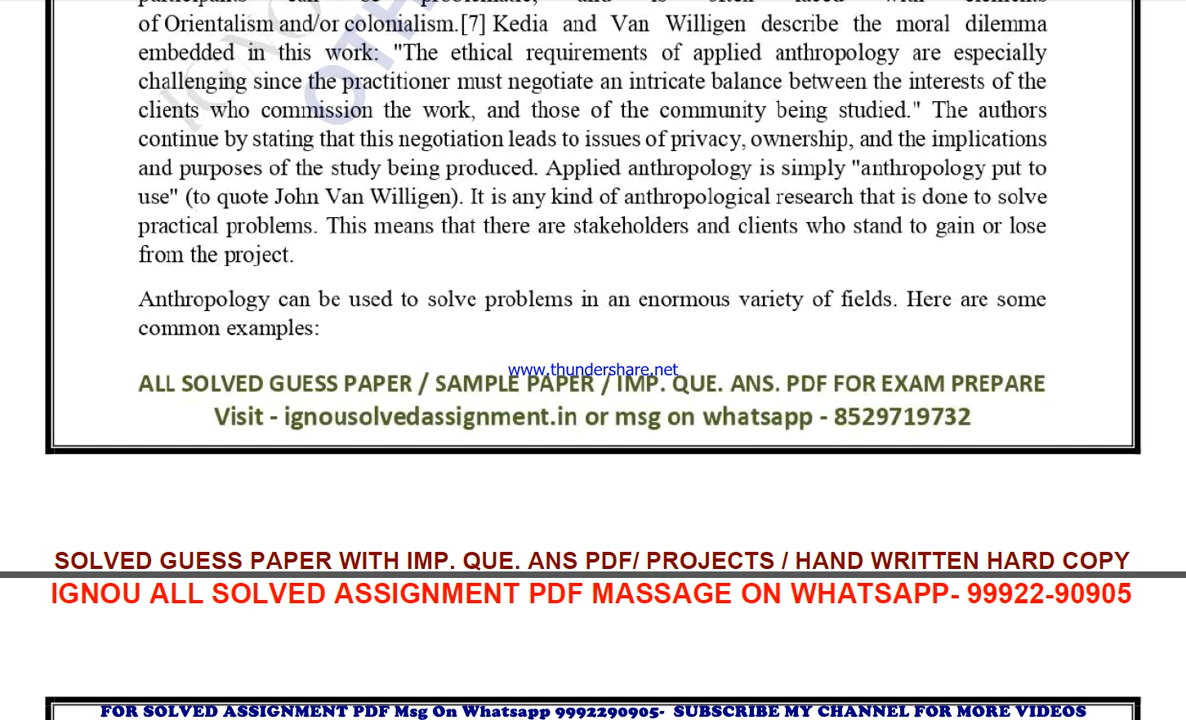 participants can be problematic, and is often laced with elements
of Orientalism and/or colonialism.[7] Kedia and Van Willigen describe the moral dilemma
embedded in this work: "The ethical requirements of applied anthropology are especially
challenging since the practitioner must negotiate an intricate balance between the interests of the
clients who commission the work, and those of the community being studied." The authors
continue by stating that this negotiation leads to issues of privacy, ownership, and the implications
and purposes of the study being produced. Applied anthropology is simply "anthropology put to
use" (to quote John Van Willigen). It is any kind of anthropological research that is done to solve
practical problems. This means that there are stakeholders and clients who stand to gain or lose
from the project.
Anthropology can be used to solve problems in an enormous variety of fields. Here are some
common examples:
www.thundershare.net
ALL SOLVED GUESS PAPER / SAMPLE PAPER / IMP. QUE. ANS. PDF FOR EXAM PREPARE
Visit - ignousolvedassignment.in or msg on whatsapp - 8529719732
SOLVED GUESS PAPER WITH IMP. QUE. ANS PDF/ PROJECTS / HAND WRITTEN HARD COPY
IGNOU ALL SOLVED ASSIGNMENT PDF MASSAGE ON WHATSAPP- 99922-90905
FOR SOLVED ASSIGNMENT PDF Msg On Whatsapp 9992290905- SUBSCRIBE MY CHANNEL FOR MORE VIDEOS